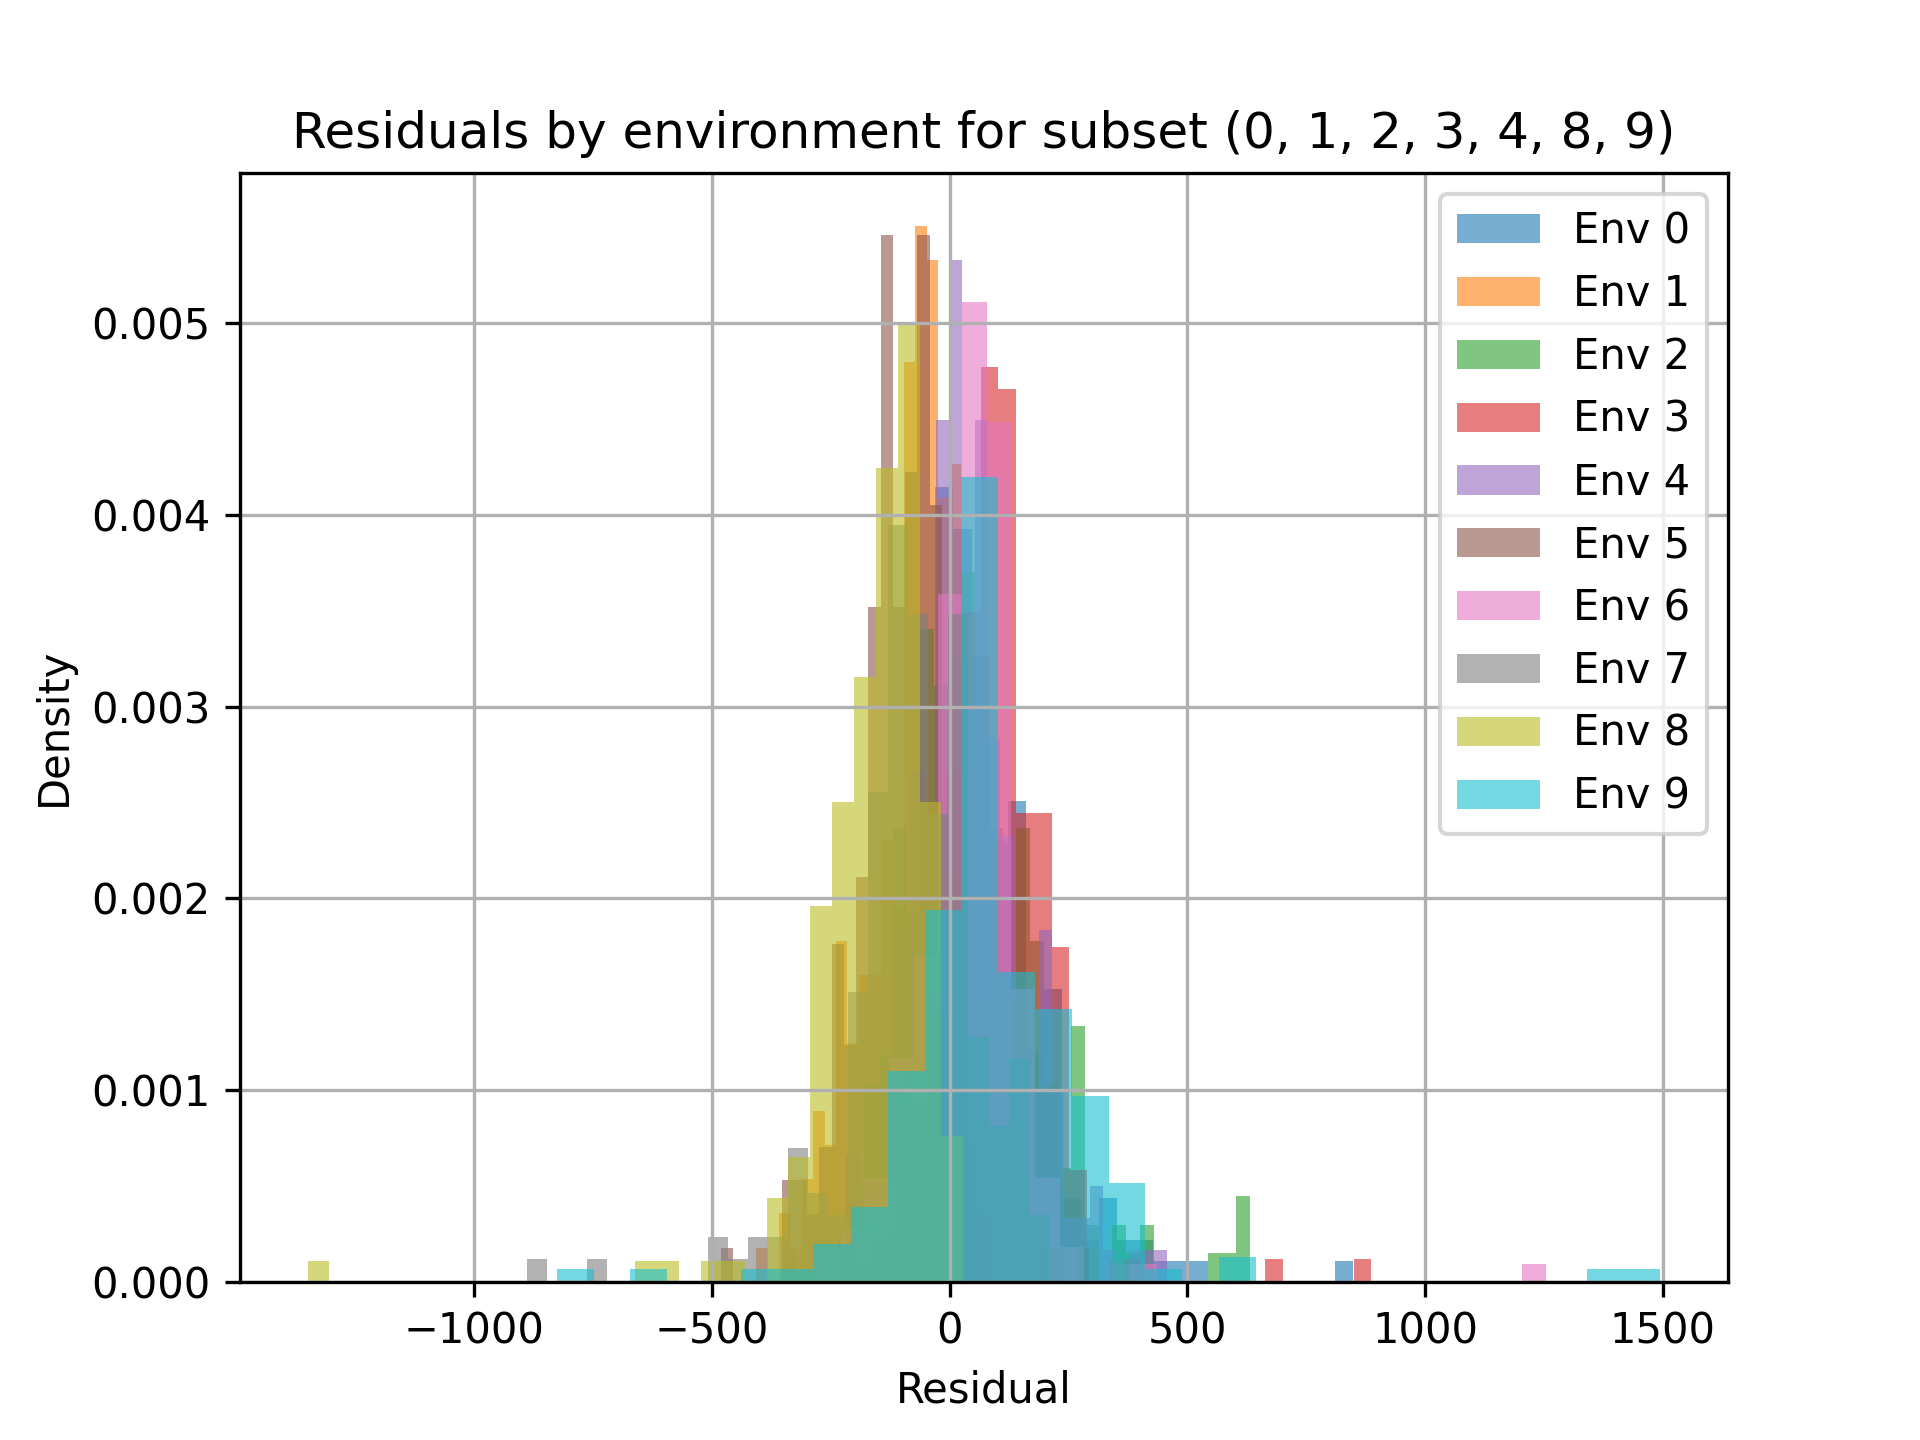 Residuals by environment for subset (0, 1, 2, 3, 4, 8, 9)
Env 0
Env 1
Env 2
Env 3
Env 4
Env 5
Env 6
Env 7
Env 8
Env 9
0.005
0.004
0.003
0.002
0.001
0.000
Density
−1000 −500 0 500 1000 1500
Residual